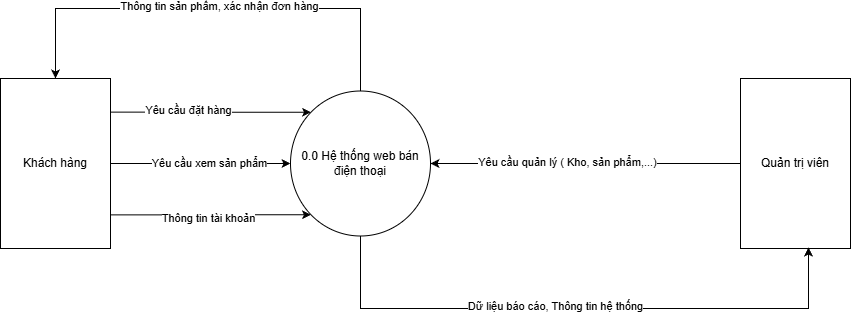 Thông tin sản phẩm, xác nhận đơn hàng
Yêu cầu đặt hàng
Khách hàng
Yêu cầu xem sản phẩm
0.0 Hệ thống web bán
điện thoại
Yêu cầu quản lý ( Kho, sản phẩm,...)
Quản trị viên
Thông tin tài khoản
Dữ liệu báo cáo, Thông tin hệ thống